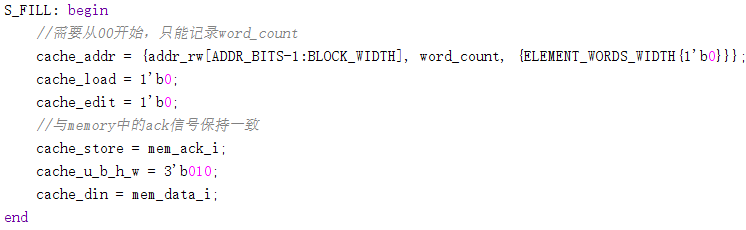 S_FILL: begin
//需要从00开始，只能记录word_count
cache_addr = {addr_rw[ADDR_BITS-1:BLOCK_WIDTH], word_count, {ELEMENT_WORDS_WIDTH{1'b0}}};
cache_load = 1'b0;
cache_edit = 1'b0;
//与memory中的ack信号保持一致
cache_store = mem_ack_i;
cache_u_b_h_w = 3'b010;
cache_din = mem_data_i;
end